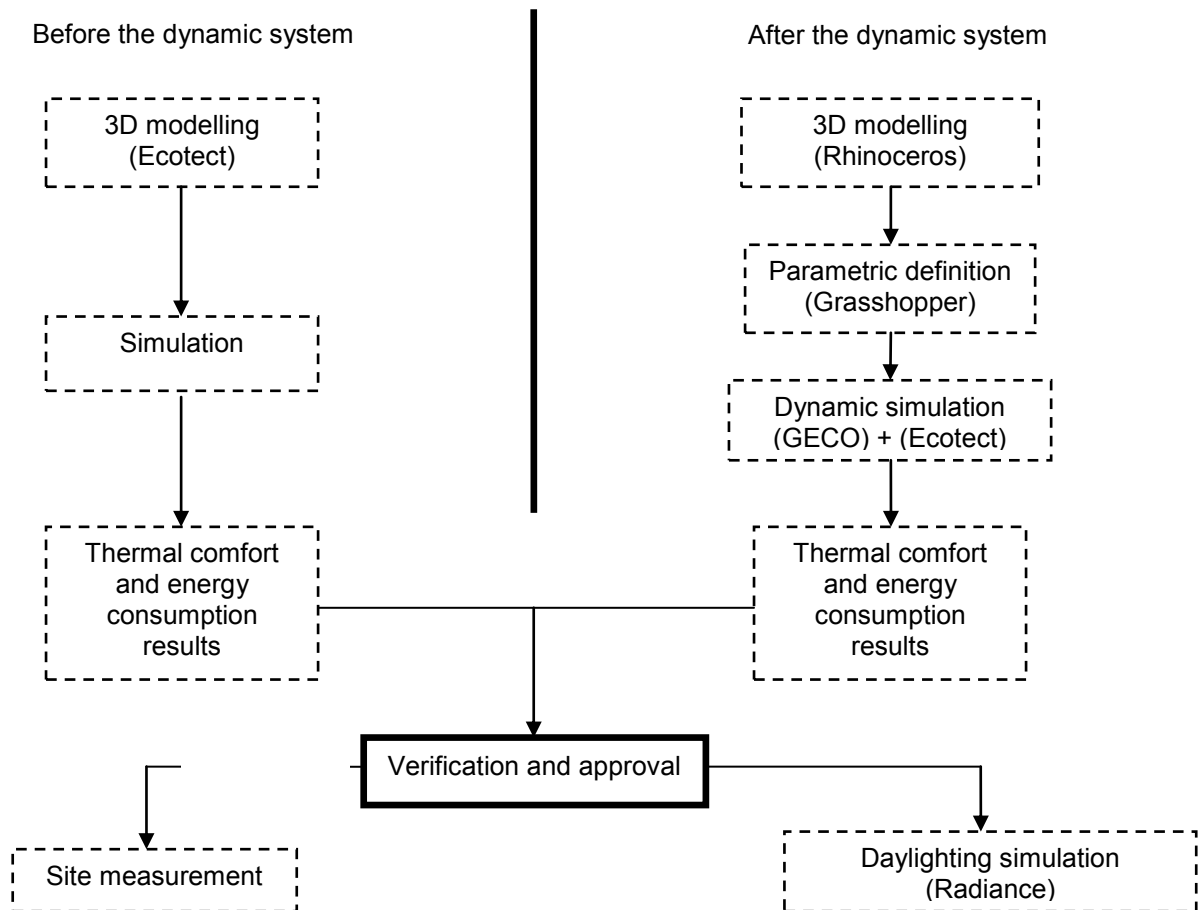 Before the dynamic system
After the dynamic system
3D modelling
(Ecotect)
3D modelling
(Rhinoceros)
Parametric definition
(Grasshopper)
Simulation
Dynamic simulation
(GECO) + (Ecotect)
Thermal comfort
and energy
consumption
results
Thermal comfort
and energy
consumption
results
Verification and approval
Site measurement
Daylighting simulation
(Radiance)